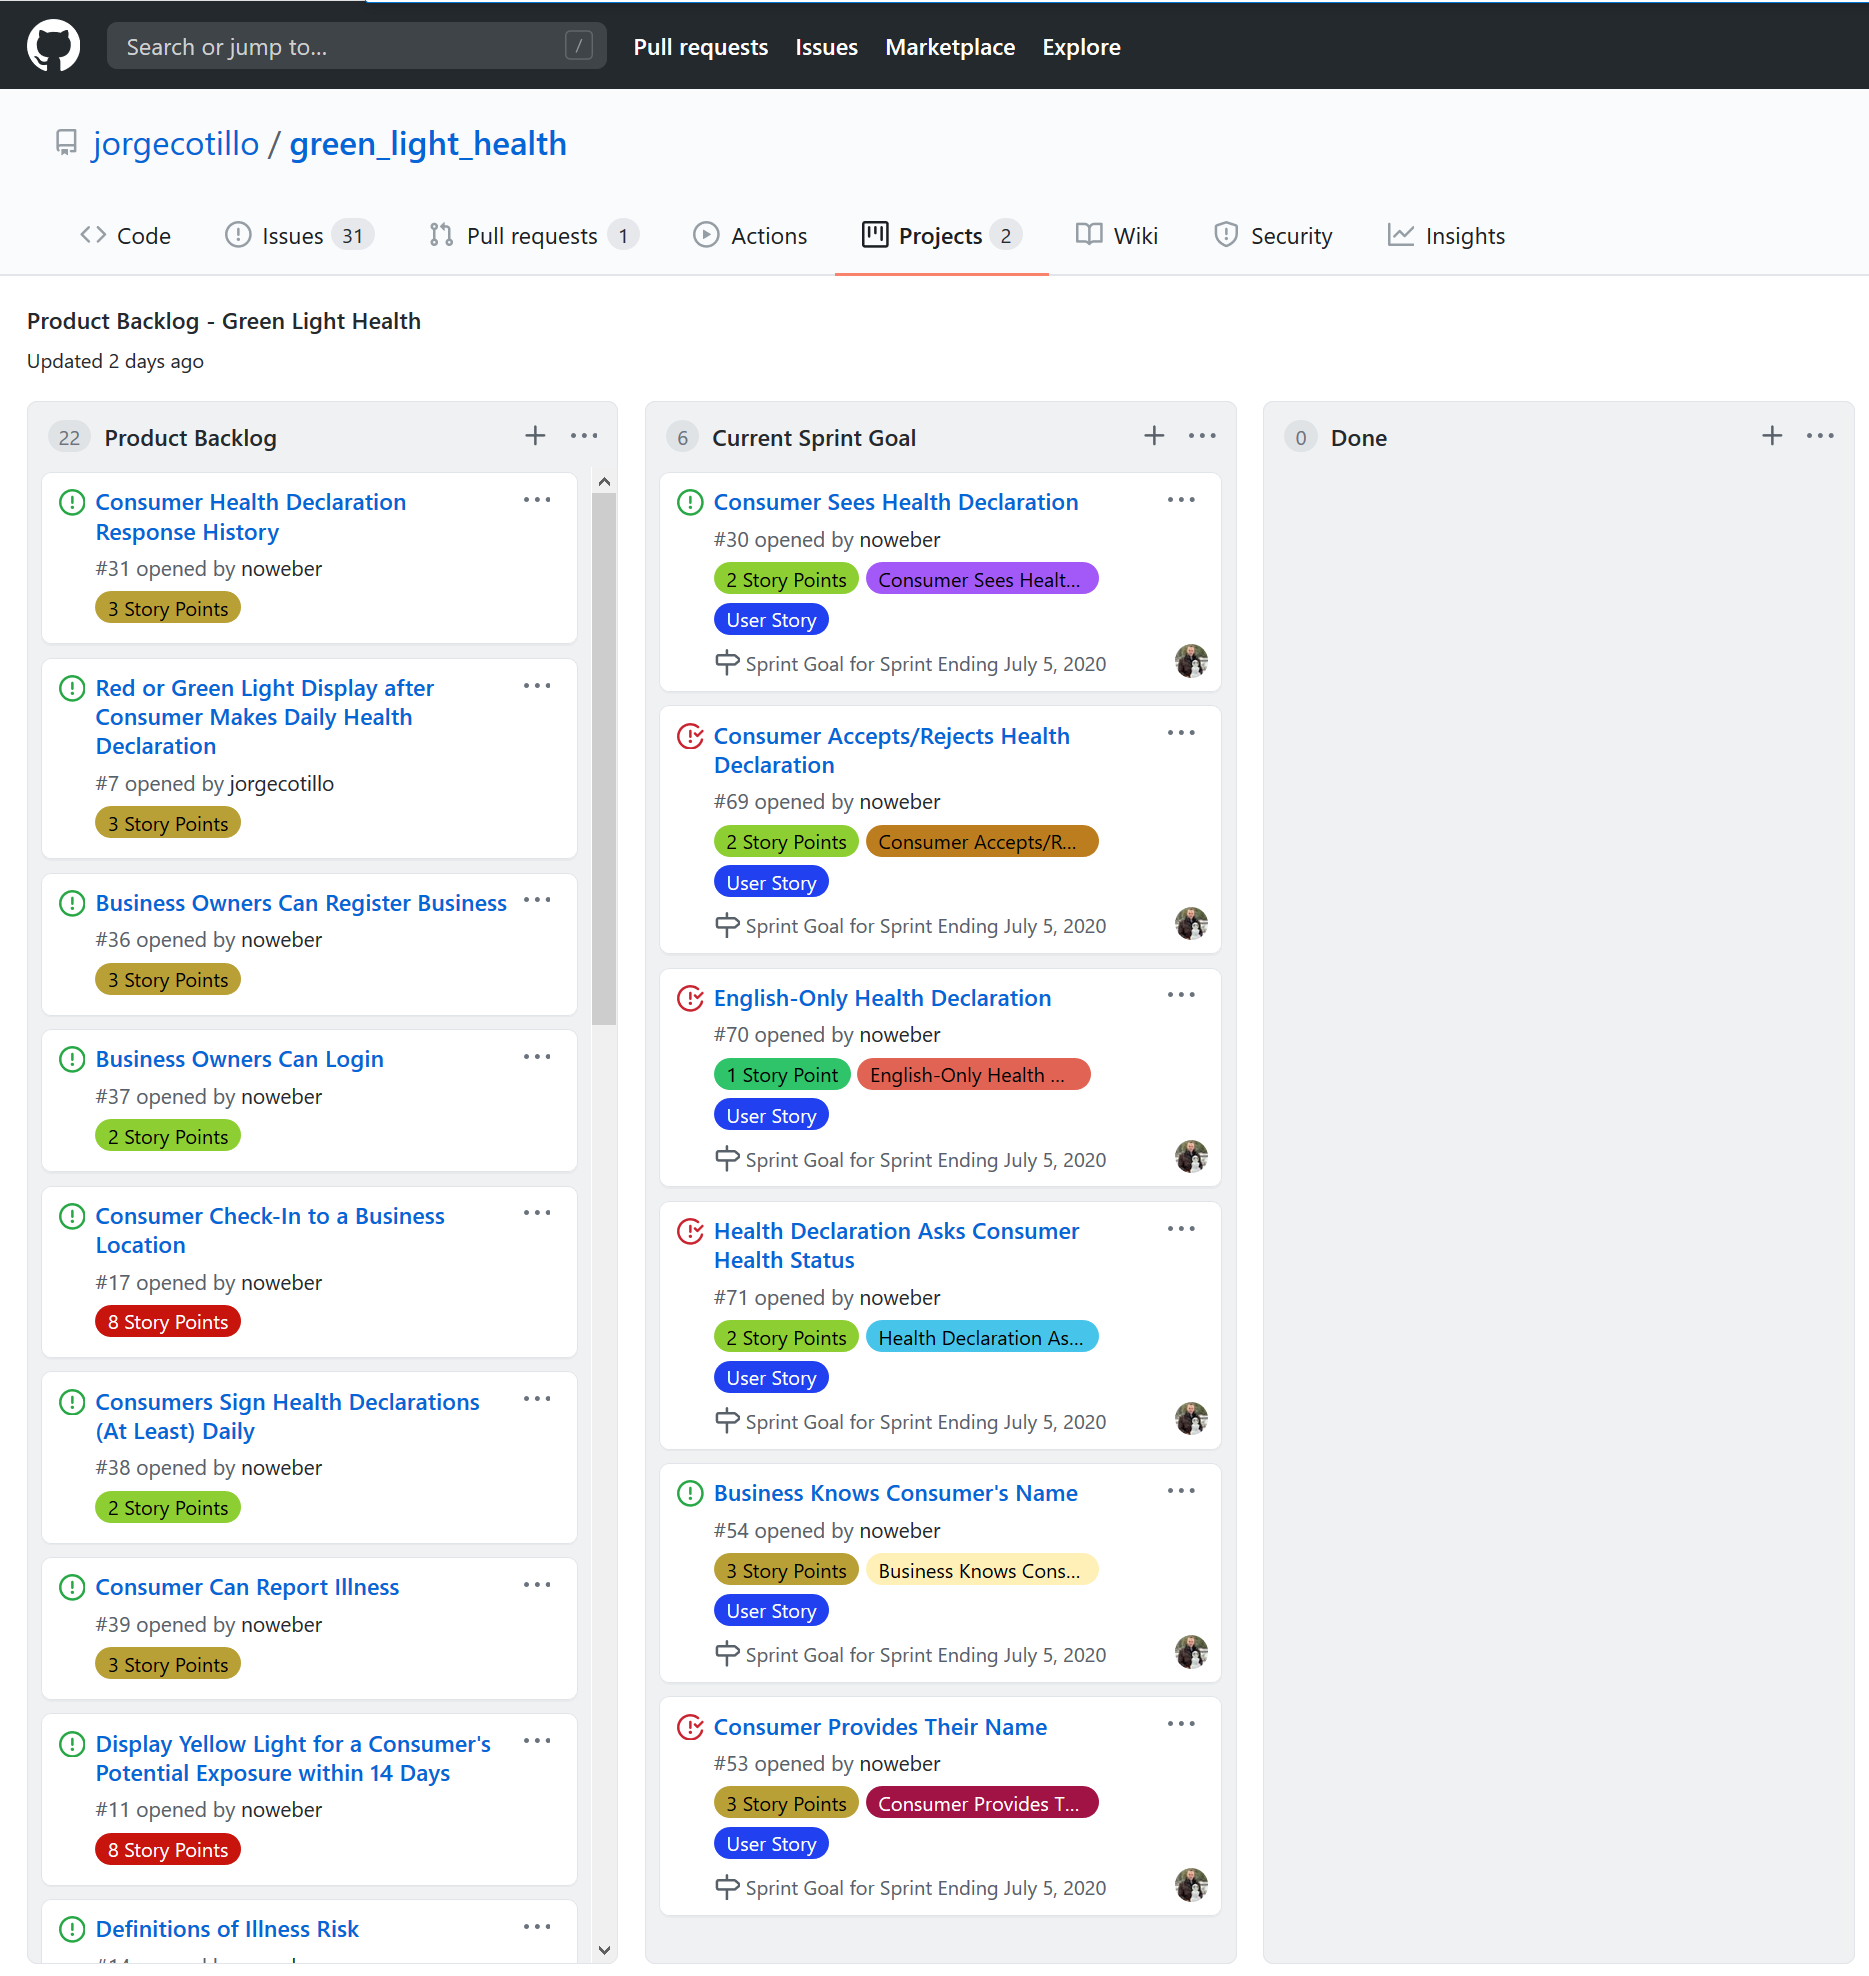 Search or jump to... /
Pull requests Issues Marketplace Explore
jorgecotillo / green_light_health
Code Issues 31 Pull requests 1 Actions Projects 2 Wiki Security Insights
Product Backlog - Green Light Health
Updated 2 days ago
22 Product Backlog
Consumer Health Declaration
Response History
#31 opened by noweber
3 Story Points
Red or Green Light Display after
Consumer Makes Daily Health
Declaration
#7 opened by jorgecotillo
3 Story Points
Business Owners Can Register Business
#36 opened by noweber
3 Story Points
Business Owners Can Login
#37 opened by noweber
2 Story Points
Consumer Check-In to a Business
Location
#17 opened by noweber
8 Story Points
Consumers Sign Health Declarations
(At Least) Daily
#38 opened by noweber
2 Story Points
Consumer Can Report Illness
#39 opened by noweber
3 Story Points
Display Yellow Light for a Consumer's
Potential Exposure within 14 Days
#11 opened by noweber
8 Story Points
Definitions of Illness Risk
6 Current Sprint Goal
Consumer Sees Health Declaration
#30 opened by noweber
2 Story Points Consumer Sees Healt...
User Story
Sprint Goal for Sprint Ending July 5, 2020
Consumer Accepts/Rejects Health
Declaration
#69 opened by noweber
2 Story Points Consumer Accepts/R...
User Story
Sprint Goal for Sprint Ending July 5, 2020
English-Only Health Declaration
#70 opened by noweber
1 Story Point English-Only Health ...
User Story
Sprint Goal for Sprint Ending July 5, 2020
Health Declaration Asks Consumer
Health Status
#71 opened by noweber
2 Story Points Health Declaration As...
User Story
Sprint Goal for Sprint Ending July 5, 2020
Business Knows Consumer's Name
#54 opened by noweber
3 Story Points Business Knows Cons...
User Story
Sprint Goal for Sprint Ending July 5, 2020
Consumer Provides Their Name
#53 opened by noweber
3 Story Points Consumer Provides T...
User Story
Sprint Goal for Sprint Ending July 5, 2020
0 Done